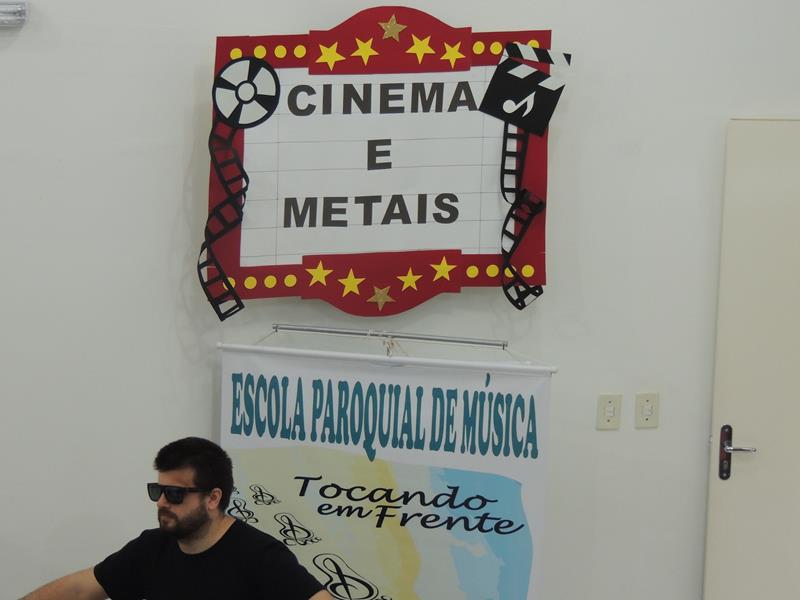 CINEMA
E
METAIS
ESCOLA PAROQUIAL DE MÚSICA
Tocando
em Frente